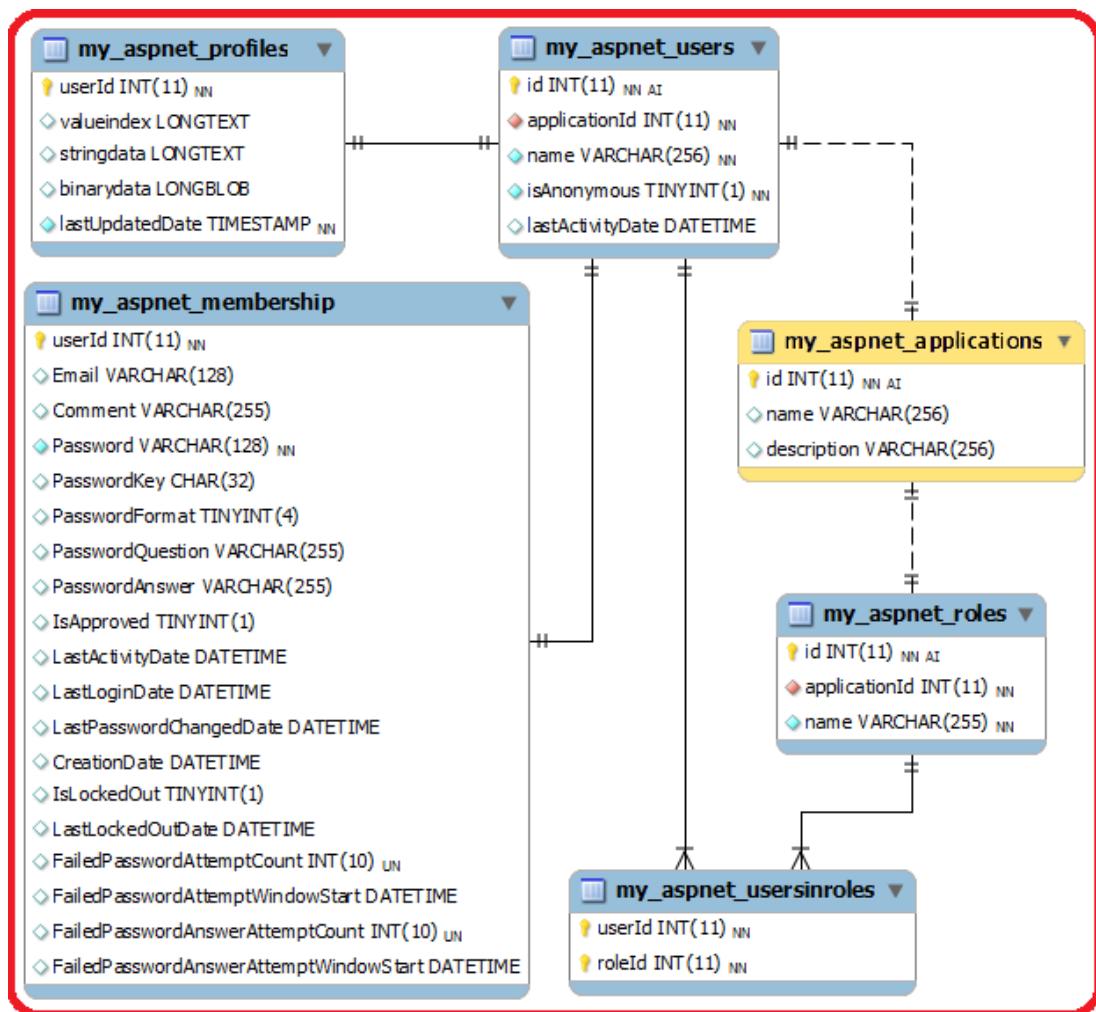 my_aspnet_profiles
userId INT(11) NN
valueindex LONGTEXT
stringdata LONGTEXT
binarydata LONGBLOB
lastUpdatedDate TIMESTAMP NN
my_aspnet_users
id INT(11) NN AI
applicationId INT(11) NN
name VARCHAR(256) NN
isAnonymous TINYINT(1) NN
lastActivityDate DATETIME
my_aspnet_membership
userId INT(11) NN
Email VARCHAR(128)
Comment VARCHAR(255)
Password VARCHAR(128) NN
PasswordKey CHAR(32)
PasswordFormat TINYINT(4)
PasswordQuestion VARCHAR(255)
PasswordAnswer VARCHAR(255)
IsApproved TINYINT(1)
LastActivityDate DATETIME
LastLoginDate DATETIME
LastPasswordChangedDate DATETIME
CreationDate DATETIME
IsLockedOut TINYINT(1)
LastLockedOutDate DATETIME
FailedPasswordAttemptCount INT(10) UN
FailedPasswordAttemptWindowStart DATETIME
FailedPasswordAnswerAttemptCount INT(10) UN
FailedPasswordAnswerAttemptWindowStart DATETIME
my_aspnet_applications
id INT(11) NN AI
name VARCHAR(256)
description VARCHAR(256)
my_aspnet_roles
id INT(11) NN AI
applicationId INT(11) NN
name VARCHAR(255) NN
my_aspnet_usersinroles
userId INT(11) NN
roleId INT(11) NN